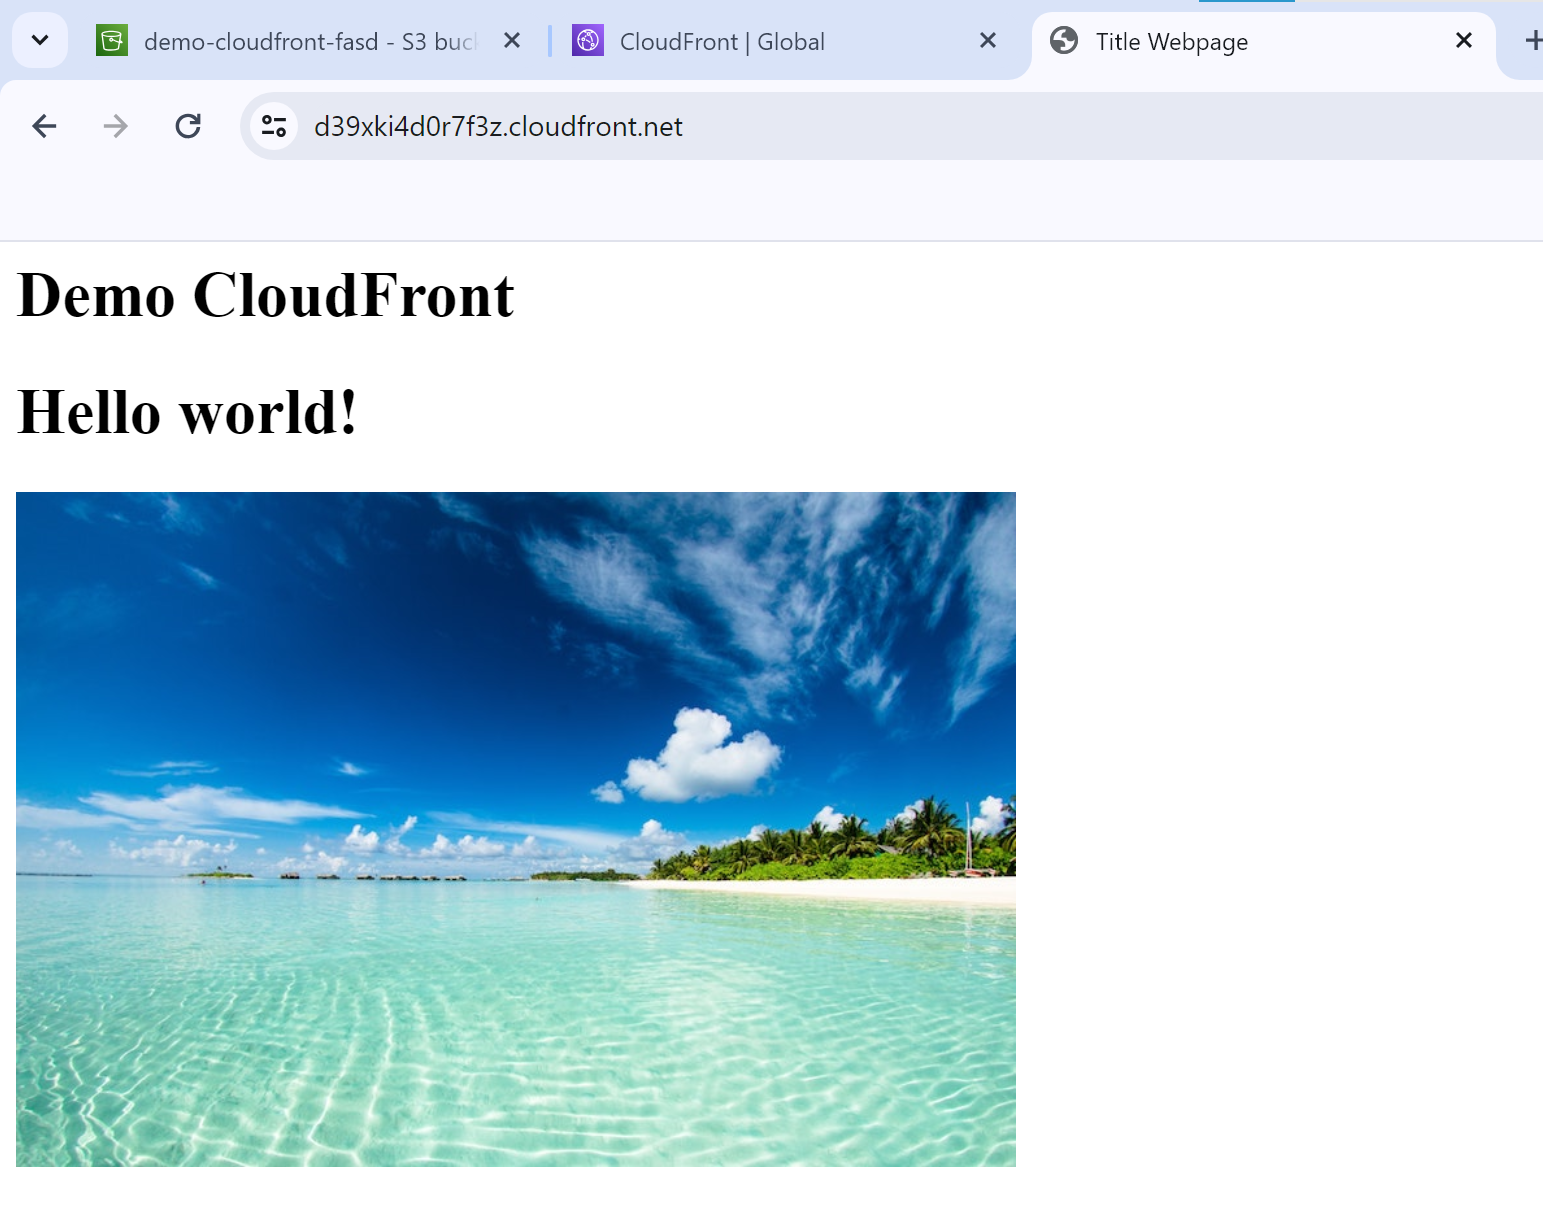 demo-cloudfront-fasd - S3 buc
CloudFront | Global
Title Webpage
d39xki4d0r7f3z.cloudfront.net
Demo CloudFront
Hello world!